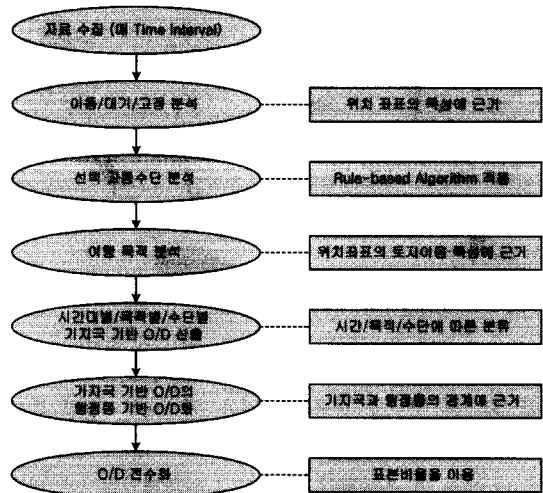 자료 수집 (매 Time Interval)
이동/대기/고정 분석
위치 좌표의 특성에 근거
선택 교통수단 분석
Rule-based Algorithm 적용
여행 목적 분석
위치좌표의 토지이용 특성에 근거
시간대별/목적별/수단별
기지국 기반 O/D 산출
시간/목적/수단에 따른 분류
기지국 기반 O/D의
행정동 기반 O/D화
기지국과 행정동의 경계에 근거
O/D 전수화
표본비율을 이용